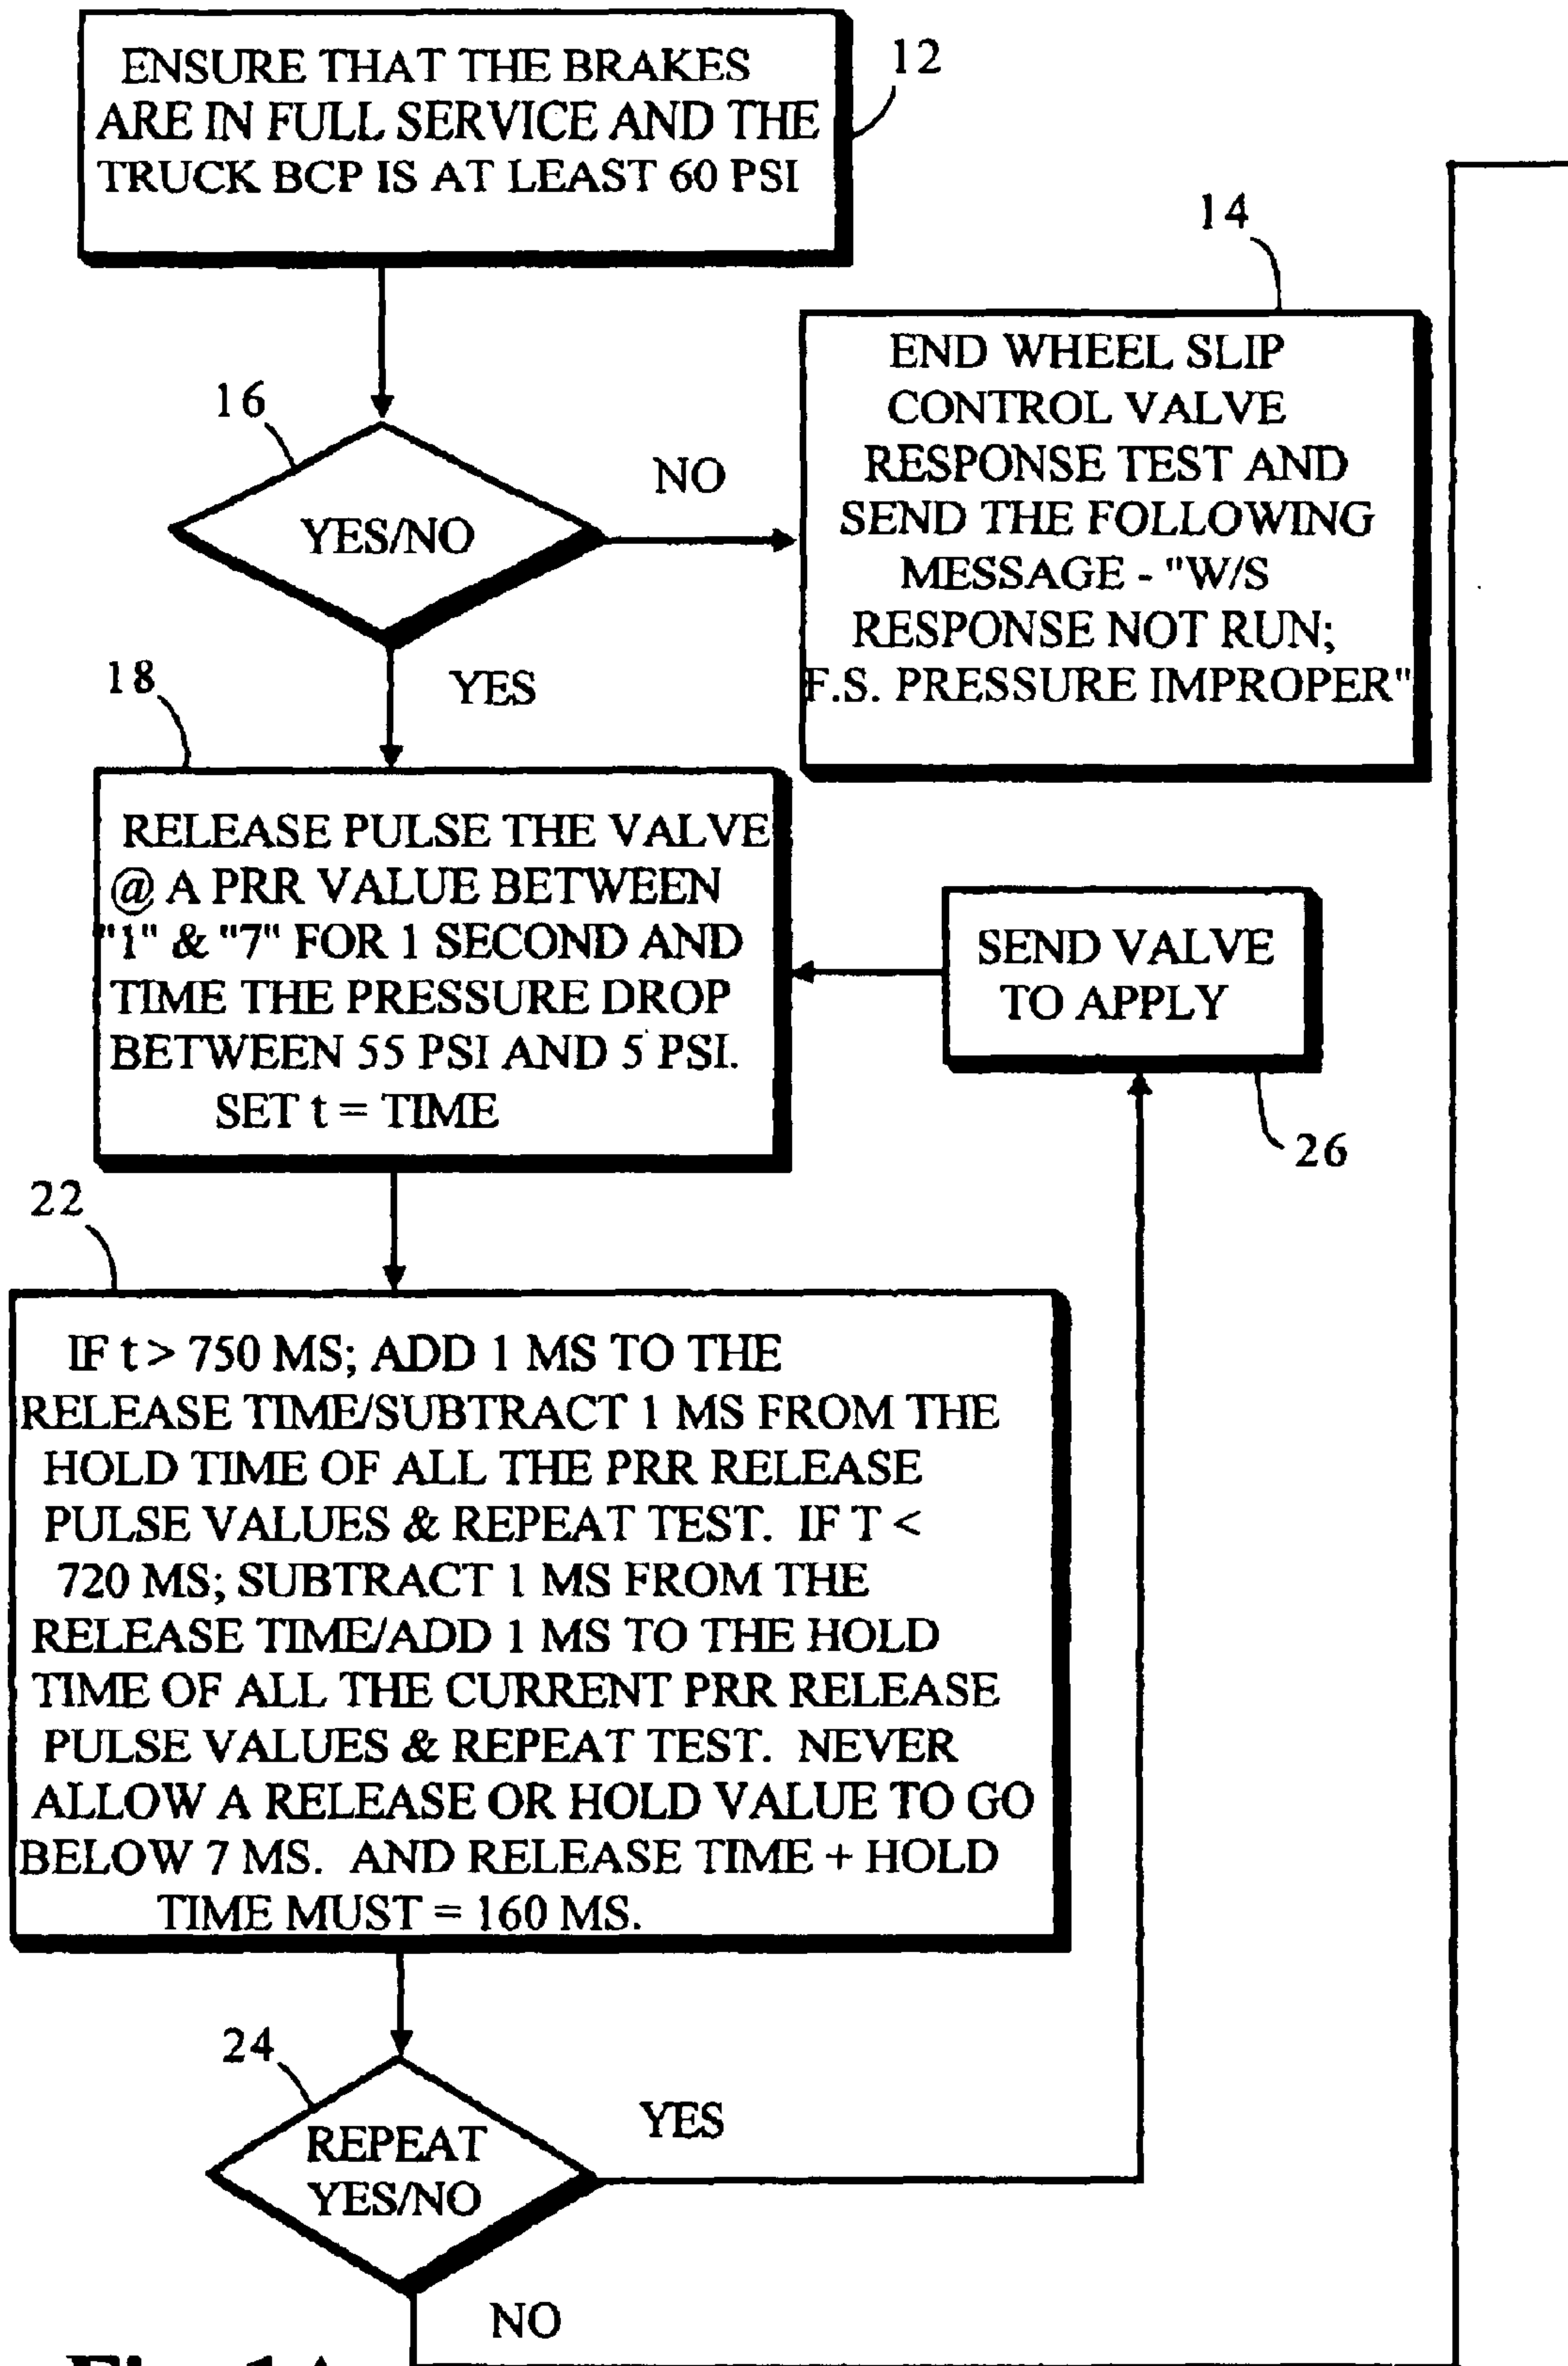 ENSURE THAT THE BRAKES
ARE IN FULL SERVICE AND THE
TRUCK BCP IS AT LEAST 60 PSI
12
14
END WHEEL SLIP
CONTROL VALVE
RESPONSE TEST AND
SEND THE FOLLOWING
MESSAGE - "W/S
RESPONSE NOT RUN;
F.S. PRESSURE IMPROPER"
16
YES/NO
NO
YES
18
RELEASE PULSE THE VALVE
@ A PRR VALUE BETWEEN
"1" & "7" FOR 1 SECOND AND
TIME THE PRESSURE DROP
BETWEEN 55 PSI AND 5 PSI.
SET t = TIME
SEND VALVE
TO APPLY
26
22
IF t > 750 MS; ADD 1 MS TO THE
RELEASE TIME/SUBTRACT 1 MS FROM THE
HOLD TIME OF ALL THE PRR RELEASE
PULSE VALUES & REPEAT TEST. IF T <
720 MS; SUBTRACT 1 MS FROM THE
RELEASE TIME/ADD 1 MS TO THE HOLD
TIME OF ALL THE CURRENT PRR RELEASE
PULSE VALUES & REPEAT TEST. NEVER
ALLOW A RELEASE OR HOLD VALUE TO GO
BELOW 7 MS. AND RELEASE TIME + HOLD
TIME MUST = 160 MS.
24
REPEAT
YES/NO
YES
NO